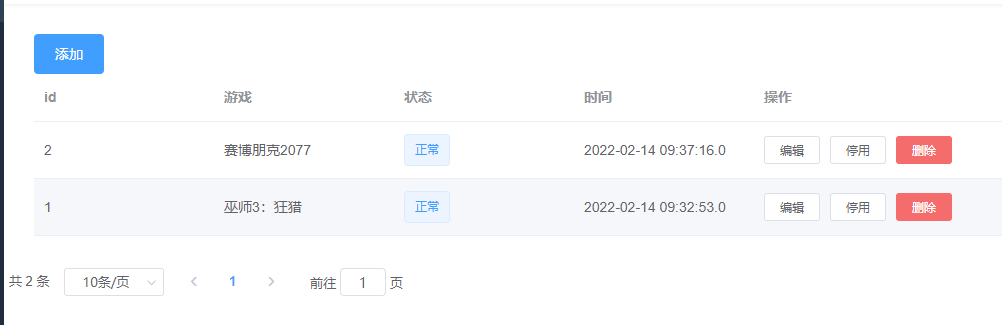 添加
id 游戏 状态 时间 操作
2 赛博朋克2077 正常 2022-02-14 09:37:16.0 编辑 停用 删除
1 巫师3：狂猎 正常 2022-02-14 09:32:53.0 编辑 停用 删除
共 2 条 10条/页 1 前往 1 页